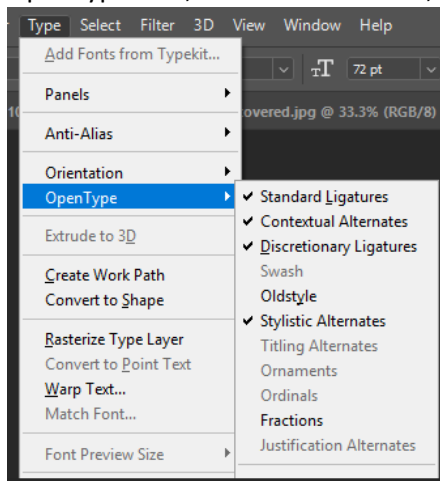 Type Select Filter 3D View Window Help
Add Fonts from Typekit...
72 pt
Panels
overed.jpg @ 33.3% (RGB/8)
Anti-Alias
Orientation
OpenType
Standard Ligatures
Contextual Alternates
Extrude to 3D
Discretionary Ligatures
Swash
Create Work Path
Oldstyle
Convert to Shape
Stylistic Alternates
Rasterize Type Layer
Titling Alternates
Convert to Point Text
Ornaments
Warp Text...
Ordinals
Match Font...
Fractions
Font Preview Size
Justification Alternates